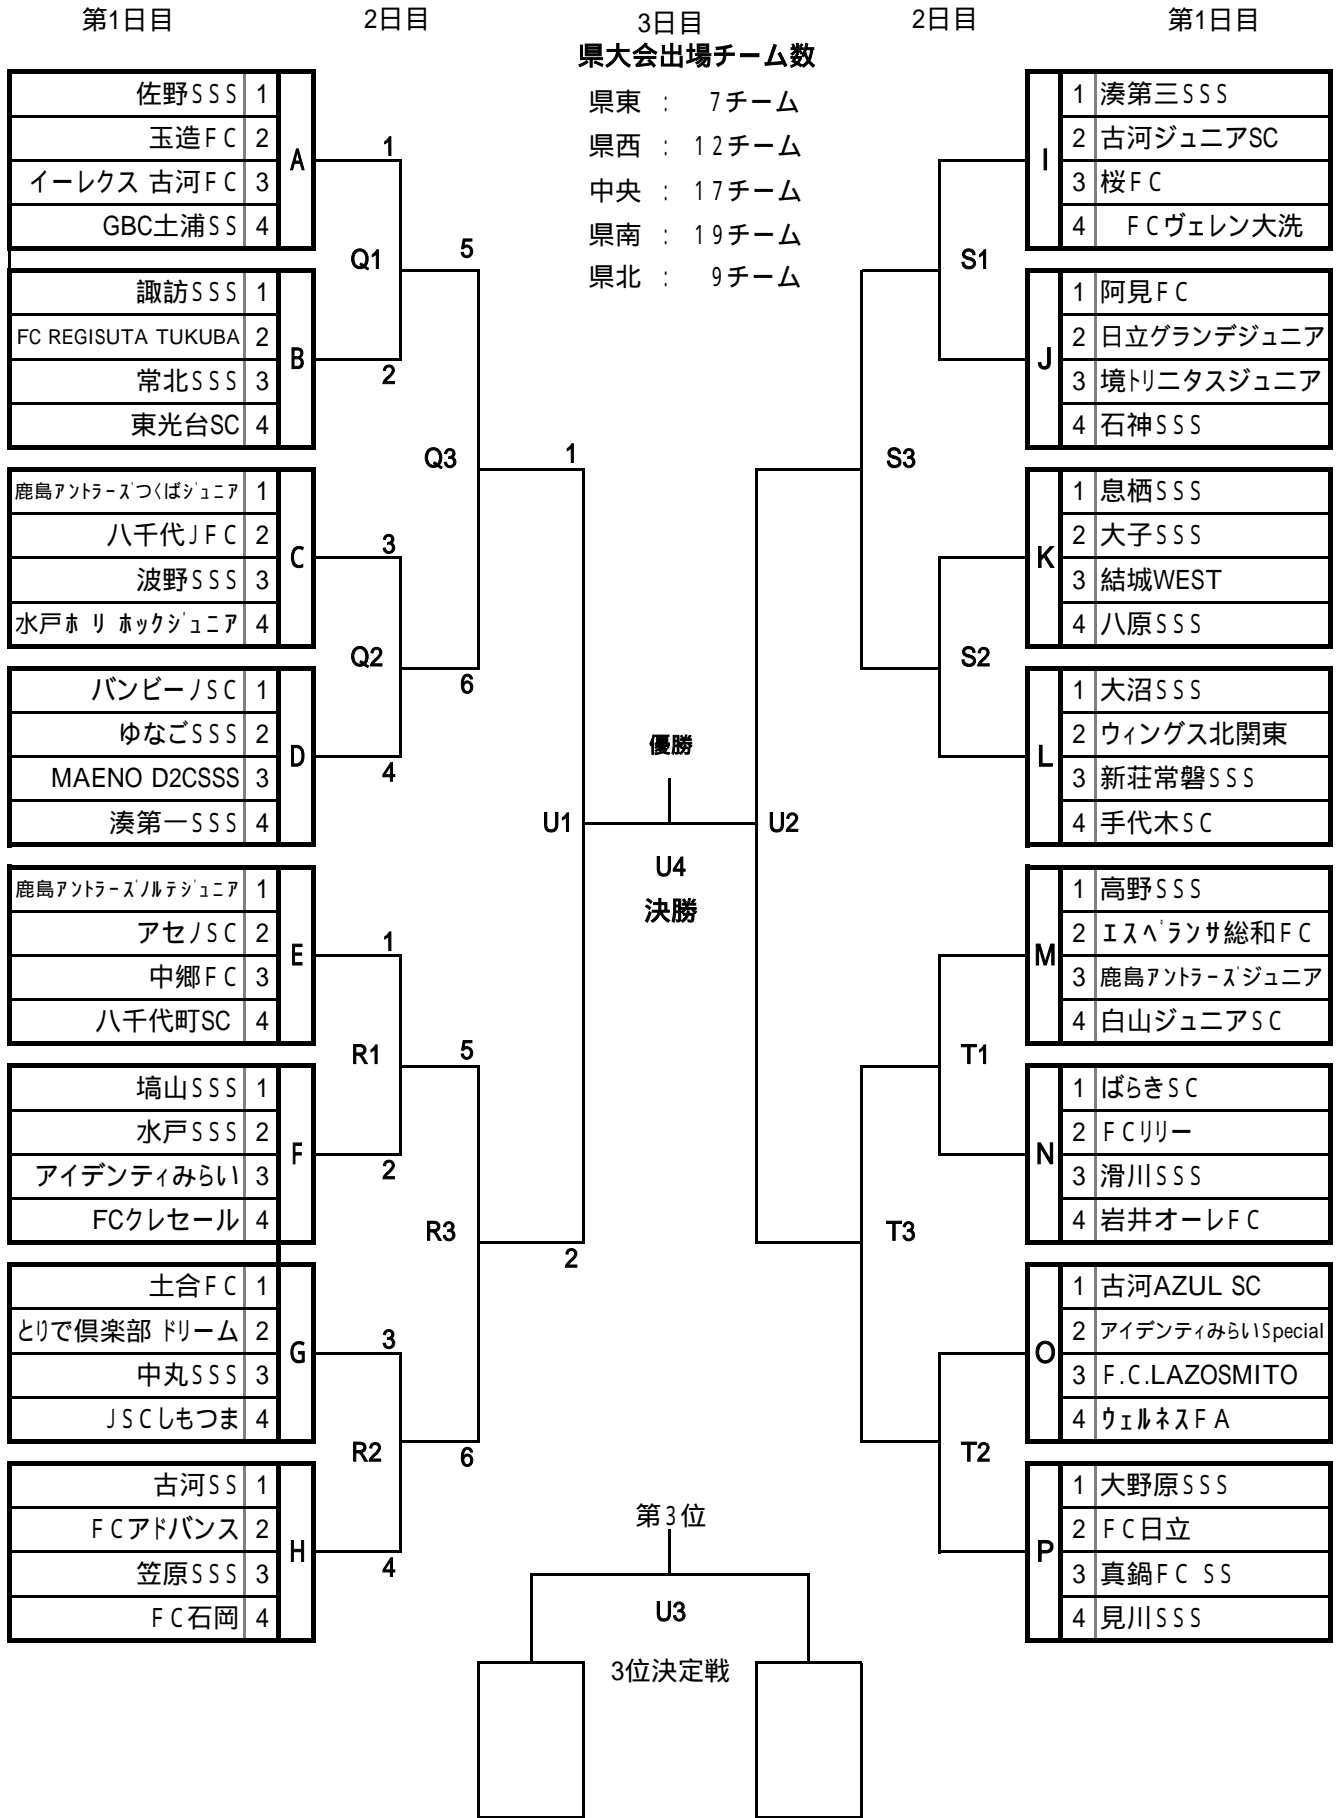 第1日目 2日目 3日目 2日目 第1日目
県大会出場チーム数
県東 : 7チーム
県西 : 12チーム
中央 : 17チーム
県南 : 19チーム
県北 : 9チーム
A
佐野SSS 1
玉造FC 2
イーレクス 古河FC 3
GBC土浦SS 4
B
諏訪SSS 1
FC REGISUTA TUKUBA 2
常北SSS 3
東光台SC 4
C
鹿島アントラーズつくばジュニア 1
八千代JFC 2
波野SSS 3
水戸ホリホックジュニア 4
D
バンビーノSC 1
ゆなごSSS 2
MAENO D2CSSS 3
湊第一SSS 4
E
鹿島アントラーズノルテジュニア 1
アセノSC 2
中郷FC 3
八千代町SC 4
F
塙山SSS 1
水戸SSS 2
アイデンティみらい 3
FCクレセール 4
G
土合FC 1
とりで倶楽部 ドリーム 2
中丸SSS 3
JSCしもつま 4
H
古河SS 1
FCアドバンス 2
笠原SSS 3
FC石岡 4
1
Q1
2
5
Q3
3
Q2
4
6
1
R1
2
5
R3
3
R2
4
6
1
U1
2
優勝
U4
決勝
U2
第3位
U3
3位決定戦
S1
S3
S2
T1
T3
T2
I
1 湊第三SSS
2 古河ジュニアSC
3 桜FC
4 FCヴェレン大洗
J
1 阿見FC
2 日立グランデジュニア
3 境トリニタスジュニア
4 石神SSS
K
1 息栖SSS
2 大子SSS
3 結城WEST
4 八原SSS
L
1 大沼SSS
2 ウィングス北関東
3 新荘常磐SSS
4 手代木SC
M
1 高野SSS
2 エスペランサ総和FC
3 鹿島アントラーズジュニア
4 白山ジュニアSC
N
1 ばらきSC
2 FCリリー
3 滑川SSS
4 岩井オーレFC
O
1 古河AZUL SC
2 アイデンティみらいSpecial
3 F.C.LAZOSMITO
4 ウェルネスFA
P
1 大野原SSS
2 FC日立
3 真鍋FC SS
4 見川SSS